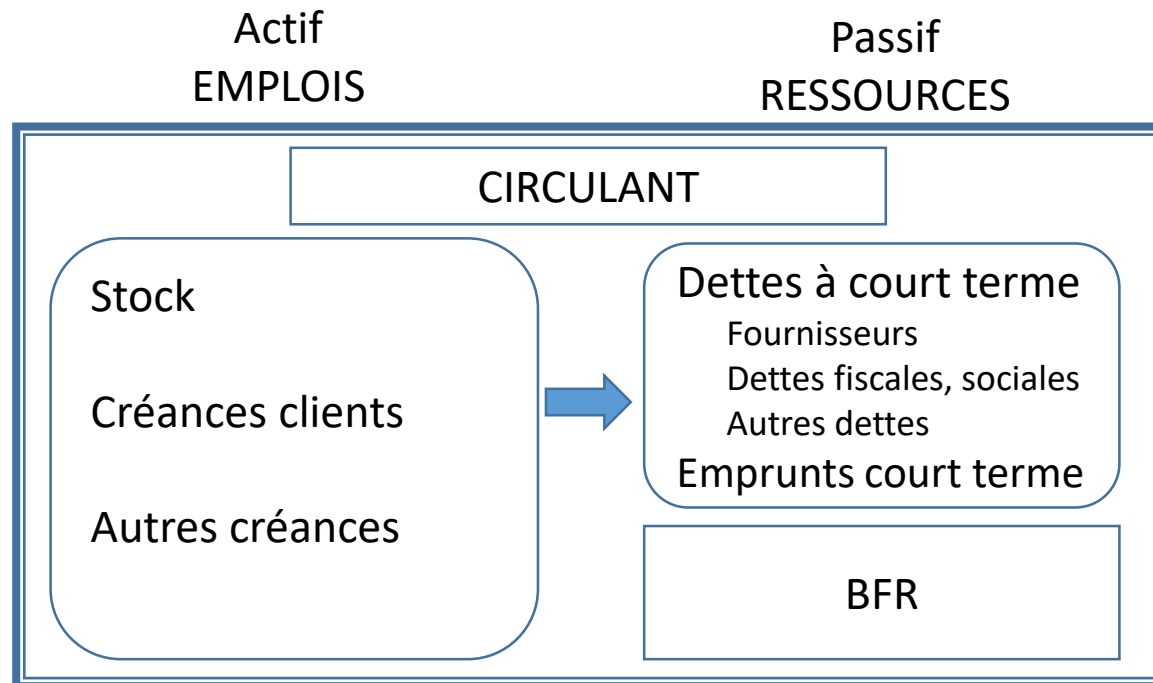 Actif
EMPLOIS
Passif
RESSOURCES
CIRCULANT
Stock
Créances clients
Autres créances
Dettes à court terme
Fournisseurs
Dettes fiscales, sociales
Autres dettes
Emprunts court terme
BFR